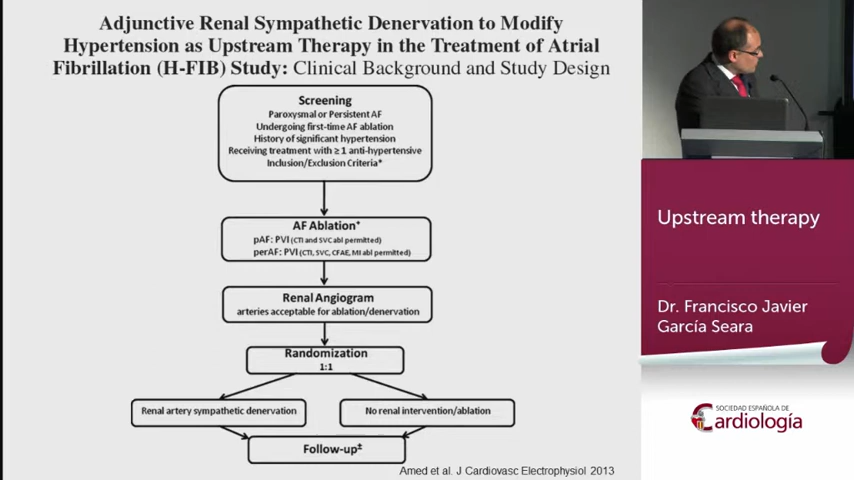 Adjunctive Renal Sympathetic Denervation to Modify
Hypertension as Upstream Therapy in the Treatment of Atrial
Fibrillation (H-FIB) Study: Clinical Background and Study Design
Screening
Paroxysmal or Persistent AF
Undergoing first-time AF ablation
History of significant hypertension
Receiving treatment with ≥ 1 anti-hypertensive
Inclusion/Exclusion Criteria*
AF Ablation*
pAF: PVI (CTI and SVC abl permitted)
perAF: PVI (CTI, SVC, CFAE, MI abl permitted)
Renal Angiogram
arteries acceptable for ablation/denervation
Randomization
1:1
Renal artery sympathetic denervation
No renal intervention/ablation
Follow-up±
Amed et al. J Cardiovasc Electrophysiol 2013
Upstream therapy
Dr. Francisco Javier
García Seara
SOCIEDAD ESPAÑOLA DE
Cardiología